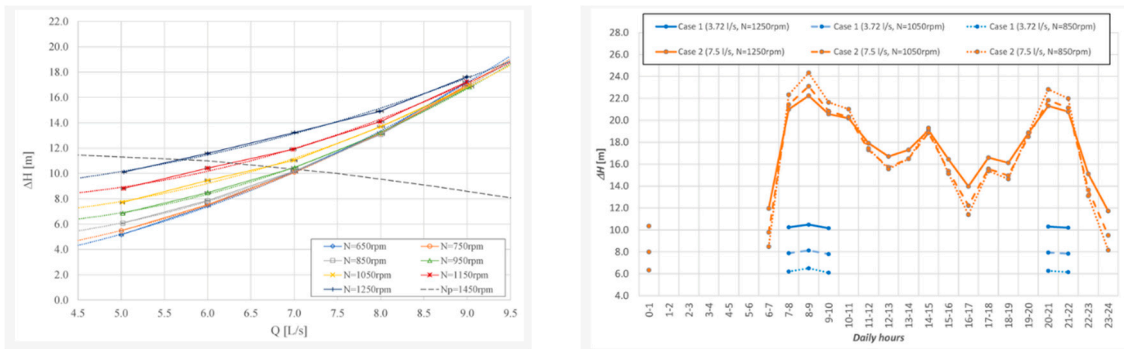 22.0
20.0
18.0
16.0
14.0
12.0
10.0
8.0
6.0
4.0
2.0
0.0
ΔH [m]
4.5 5.0 5.5 6.0 6.5 7.0 7.5 8.0 8.5 9.0 9.5
Q [L/s]
N=650rpm N=750rpm
N=850rpm N=950rpm
N=1050rpm N=1150rpm
N=1250rpm Np=1450rpm
Case 1 (3.72 l/s, N=1250rpm) Case 1 (3.72 l/s, N=1050rpm) Case 1 (3.72 l/s, N=850rpm)
Case 2 (7.5 l/s, N=1250rpm) Case 2 (7.5 l/s, N=1050rpm) Case 2 (7.5 l/s, N=850rpm)
28.0
26.0
24.0
22.0
20.0
18.0
16.0
14.0
12.0
10.0
8.0
6.0
4.0
ΔH [m]
0-1 1-2 2-3 3-4 4-5 5-6 6-7 7-8 8-9 9-10 10-11 11-12 12-13 13-14 14-15 15-16 16-17 17-18 18-19 19-20 20-21 21-22 22-23 23-24
Daily hours